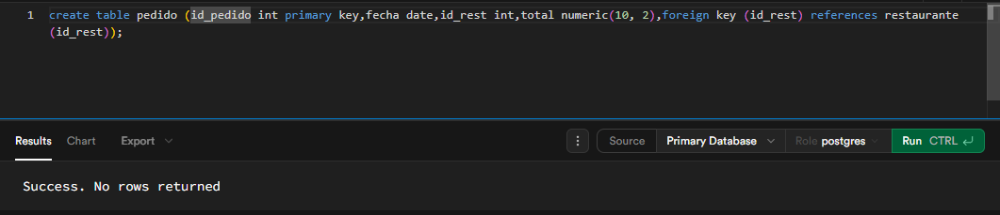 1 create table pedido (id_pedido int primary key,fecha date,id_rest int,total numeric(10, 2),foreign key (id_rest) references restaurante
(id_rest));
Results Chart Export Source Primary Database Role postgres Run CTRL ↵
Success. No rows returned